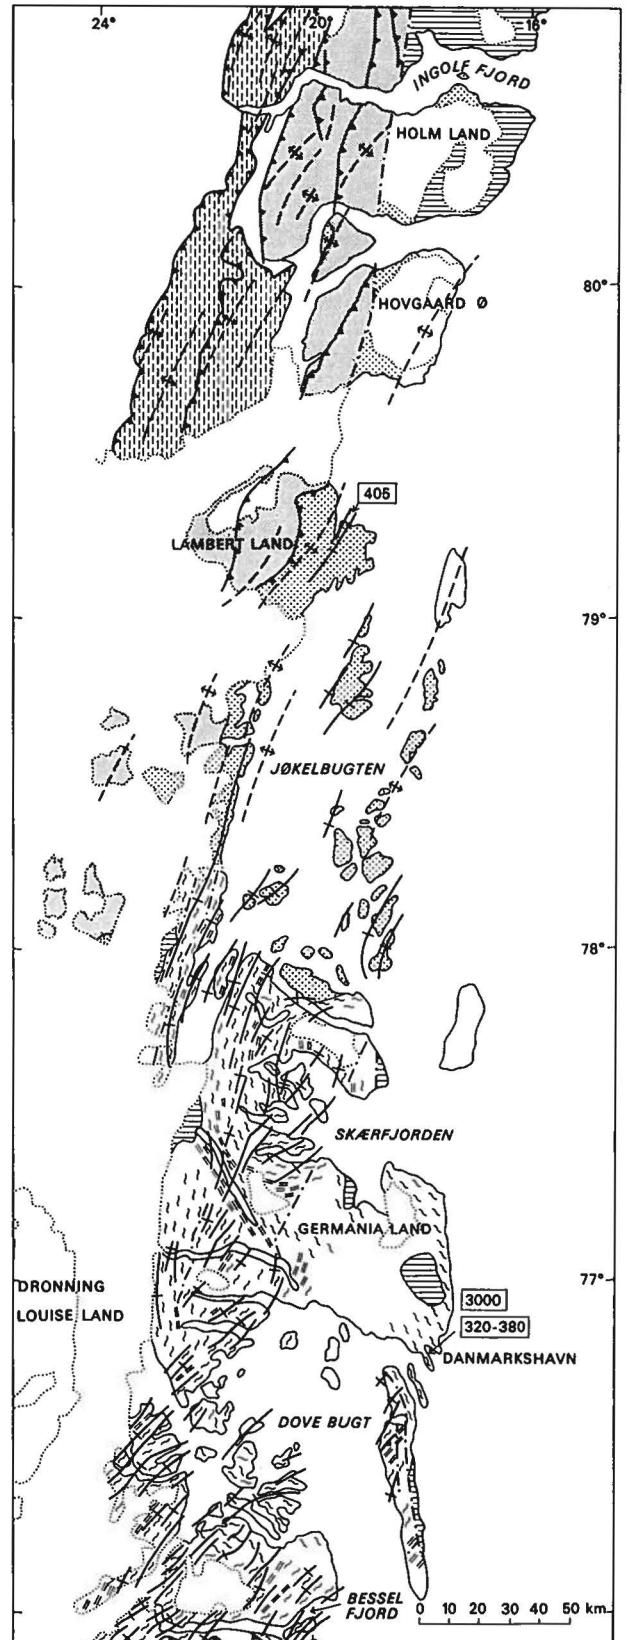 24°
20°
16°
INGOLF FJORD
HOLM LAND
80°
HOVGAARD Ø
405
LAMBERT LAND
79°
JØKELBUGTEN
78°
SKÆRFJORDEN
GERMANIA LAND
77°
DRONNING
LOUISE LAND
3000
320-380
DANMARKSHAVN
DOVE BUGT
BESSEL
FJORD
0 10 20 30 40 50 km